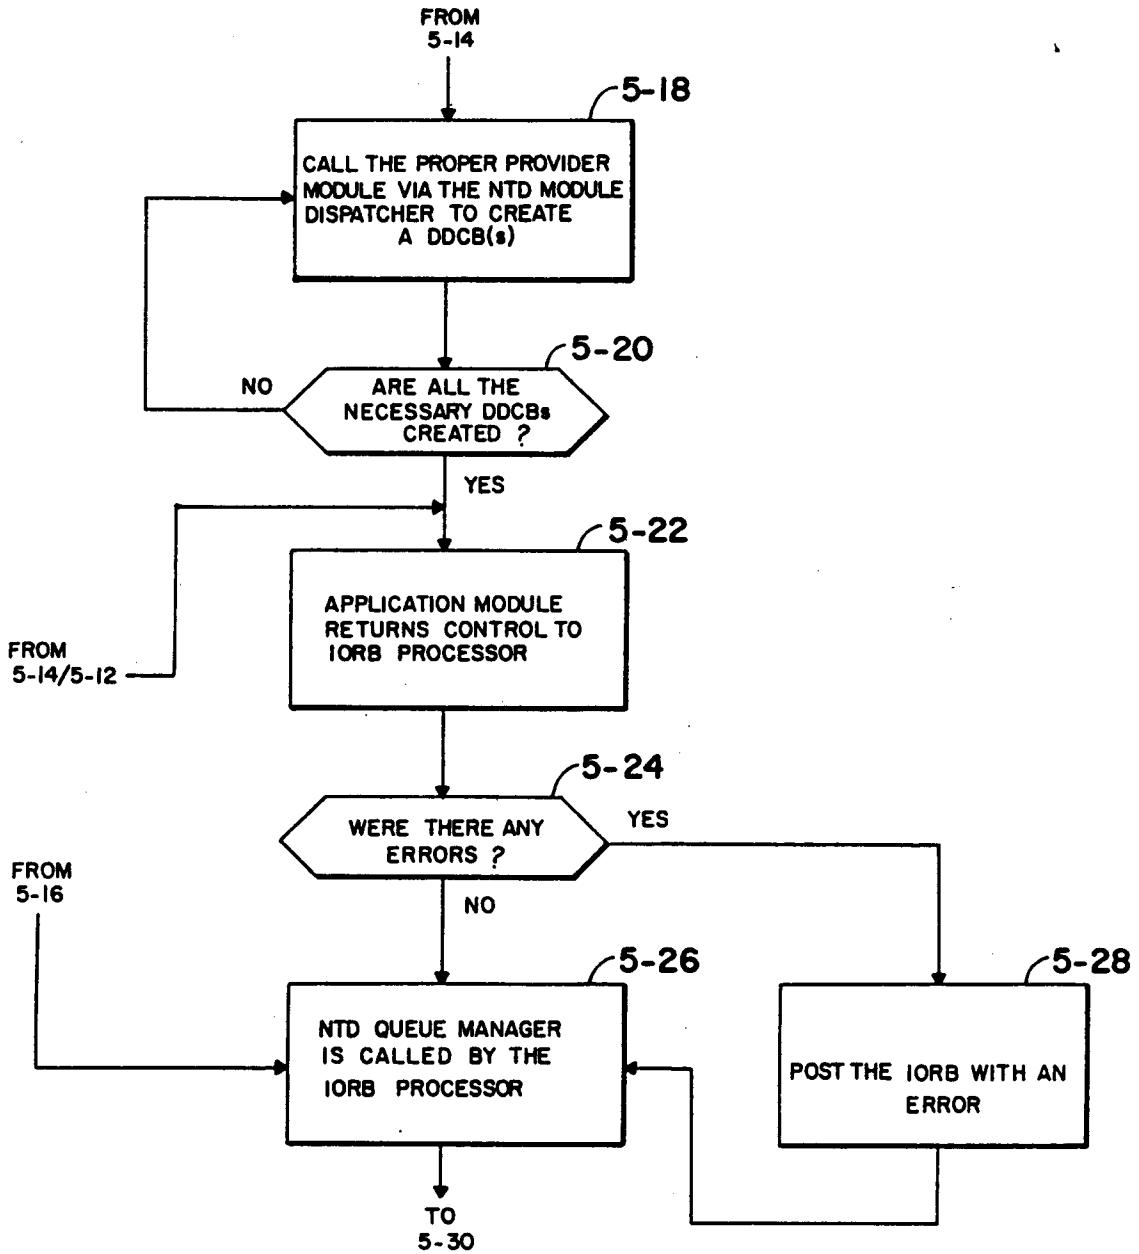 FROM
5-14
5-18
CALL THE PROPER PROVIDER
MODULE VIA THE NTD MODULE
DISPATCHER TO CREATE
A DDCB(s)
5-20
NO
ARE ALL THE
NECESSARY DDCBs
CREATED ?
YES
5-22
APPLICATION MODULE
RETURNS CONTROL TO
IORB PROCESSOR
FROM
5-14/5-12
5-24
WERE THERE ANY
ERRORS ?
YES
FROM
5-16
NO
5-26
NTD QUEUE MANAGER
IS CALLED BY THE
IORB PROCESSOR
5-28
POST THE IORB WITH AN
ERROR
TO
5-30